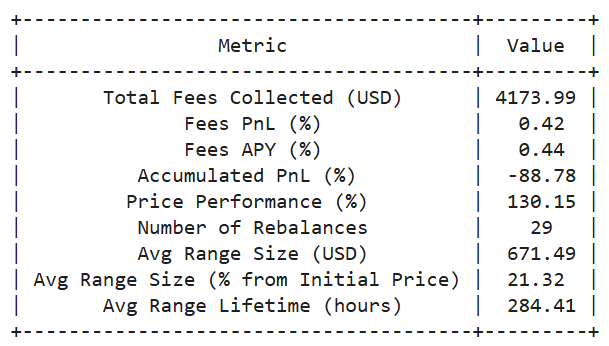 +----------------------------------------+---------+
| Metric | Value |
+----------------------------------------+---------+
| Total Fees Collected (USD) | 4173.99 |
| Fees PnL (%) | 0.42 |
| Fees APY (%) | 0.44 |
| Accumulated PnL (%) | -88.78 |
| Price Performance (%) | 130.15 |
| Number of Rebalances | 29 |
| Avg Range Size (USD) | 671.49 |
| Avg Range Size (% from Initial Price) | 21.32 |
| Avg Range Lifetime (hours) | 284.41 |
+----------------------------------------+---------+